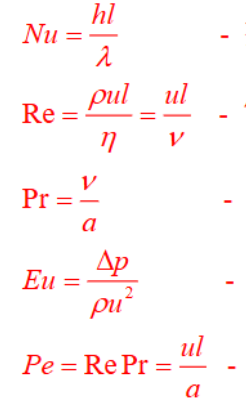 Nu = hl/λ -
Re = ρul/η = ul/ν -
Pr = ν/a -
Eu = Δp/ρu² -
Pe = Re Pr = ul/a -